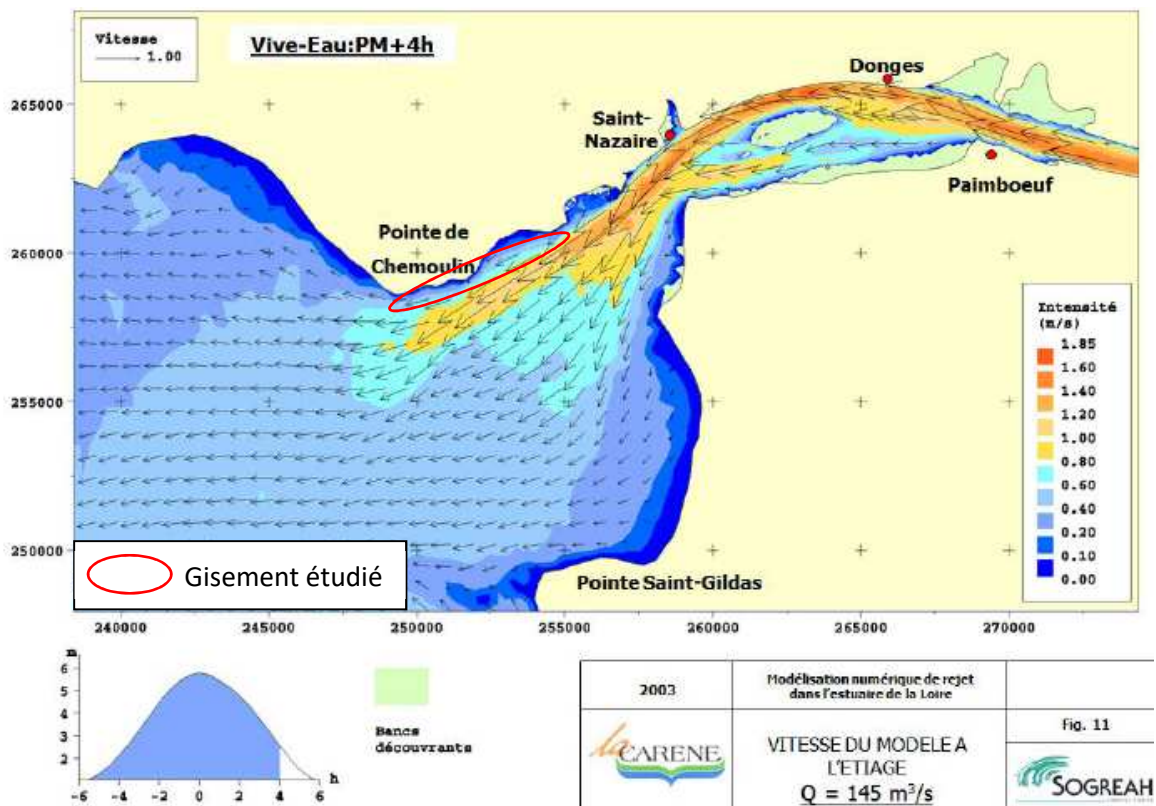 Vitesse
1.00
Vive-Eau:PM+4h
Donges
Saint-
Nazaire
Paimboeuf
Pointe de
Chemoulin
Pointe Saint-Gildas
265000
260000
255000
250000
240000 245000 250000 255000 260000 265000 270000
Intensité
(m/s)
1.85
1.60
1.40
1.20
1.00
0.80
0.60
0.40
0.20
0.10
0.00
Gisement étudié
m
6
5
4
3
2
-6 -4 -2 0 2 4 6
h
Bancs
découvrants
2003
Modélisation numérique de rejet
dans l'estuaire de la Loire
la CARENE
VITESSE DU MODELE A
L'ETIAGE
Q = 145 m³/s
Fig. 11
SOGREAH